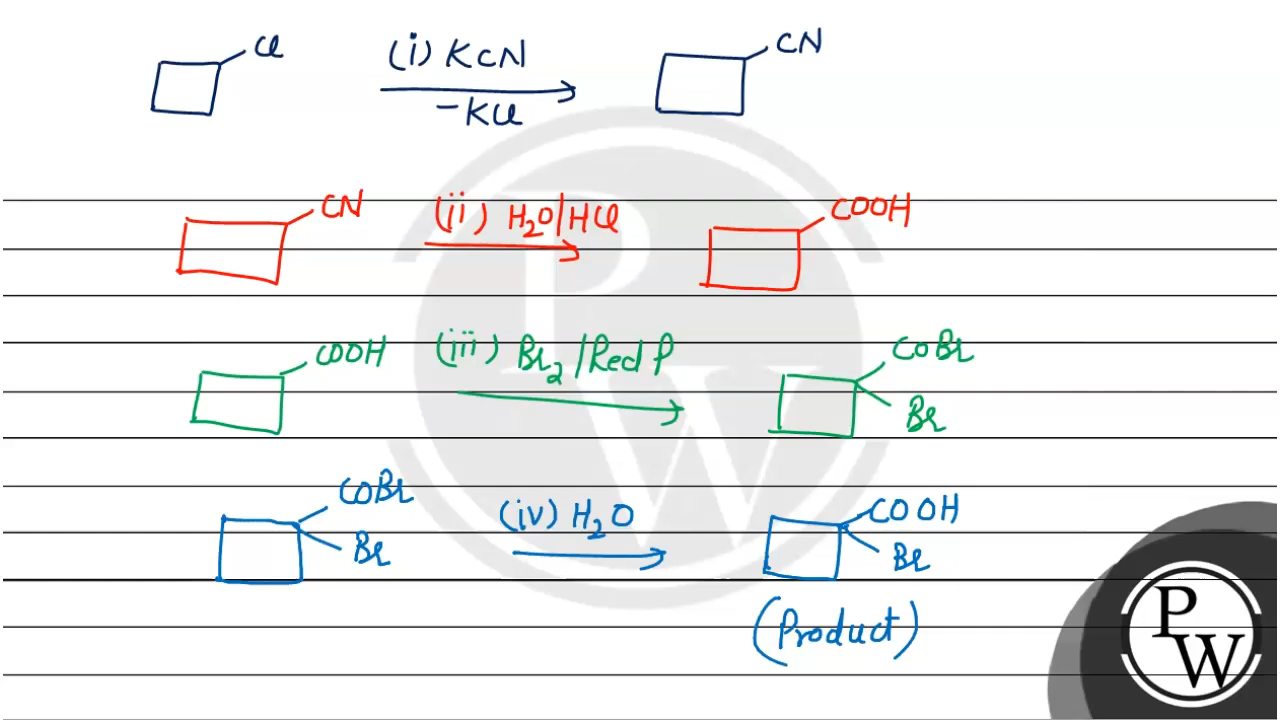 Cl (i) KCN CN
-KCl
CN (ii) H₂O/HCl COOH
COOH (iii) Br₂/Red P COBr
Br
COBr (iv) H₂O COOH
Br Br
(Product)
P
W
P
W